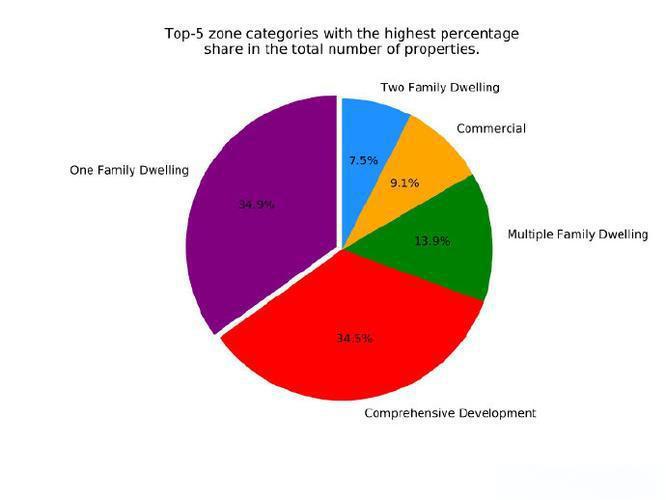 Top-5 zone categories with the highest percentage
share in the total number of properties.
Two Family Dwelling
Commercial
7.5%
One Family Dwelling
9.1%
34.9%
Multiple Family Dwelling
13.9%
34.5%
Comprehensive Development